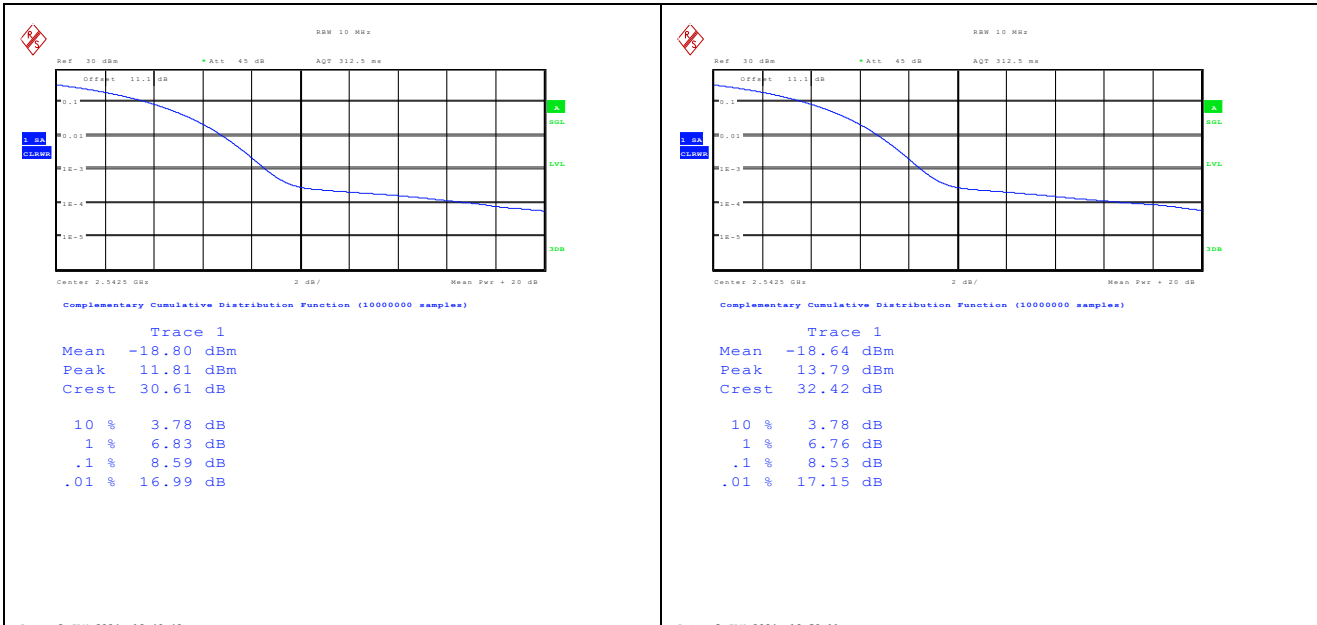 R S
RBW 10 MHz
Ref 30 dBm * Att 45 dB AQT 312.5 ms
Offset 11.1 dB
0.1
0.01
1E-3
1E-4
1E-5
1 SA
CLRWR
A
SGL
LVL
3DB
Center 2.5425 GHz 2 dB/ Mean Pwr + 20 dB
Complementary Cumulative Distribution Function (10000000 samples)
Trace 1
Mean -18.80 dBm
Peak 11.81 dBm
Crest 30.61 dB
10 % 3.78 dB
1 % 6.83 dB
.1 % 8.59 dB
.01 % 16.99 dB
R S
RBW 10 MHz
Ref 30 dBm * Att 45 dB AQT 312.5 ms
Offset 11.1 dB
0.1
0.01
1E-3
1E-4
1E-5
1 SA
CLRWR
A
SGL
LVL
3DB
Center 2.5425 GHz 2 dB/ Mean Pwr + 20 dB
Complementary Cumulative Distribution Function (10000000 samples)
Trace 1
Mean -18.64 dBm
Peak 13.79 dBm
Crest 32.42 dB
10 % 3.78 dB
1 % 6.76 dB
.1 % 8.53 dB
.01 % 17.15 dB